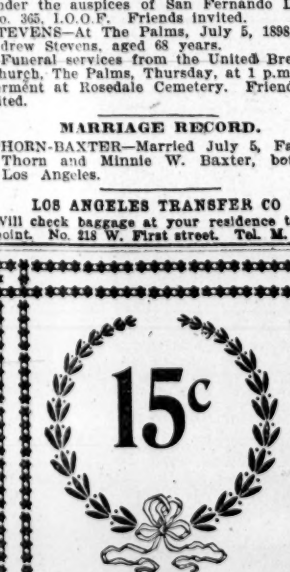 nder the auspices of San Fernando L
o. 365, I.O.O.F. Friends invited.
TEVENS—At The Palms, July 5, 1898
drew Stevens, aged 68 years.
Funeral services from the United Bre
hurch, The Palms, Thursday, at 1 p.m
erment at Rosedale Cemetery. Friend
ited.
MARRIAGE RECORD.
HORN-BAXTER—Married July 5, Fa
Thorn and Minnie W. Baxter, bot
Los Angeles.
LOS ANGELES TRANSFER CO
Will check baggage at your residence t
oint. No. 218 W. First street. Tel. M.
15c